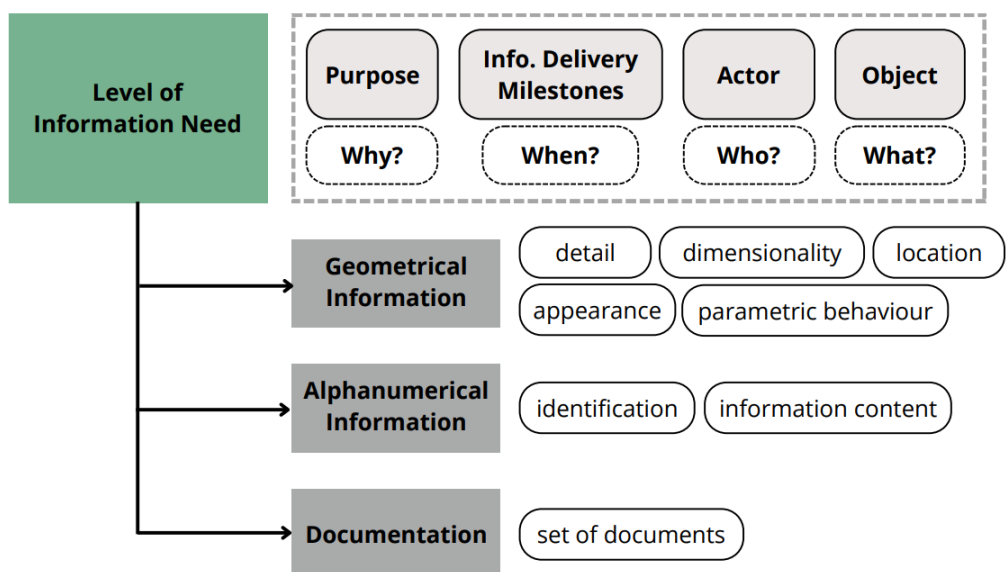 Level of
Information Need
Purpose
Info. Delivery
Milestones
Actor
Object
Why?
When?
Who?
What?
Geometrical
Information
detail
dimensionality
location
appearance
parametric behaviour
Alphanumerical
Information
identification
information content
Documentation
set of documents